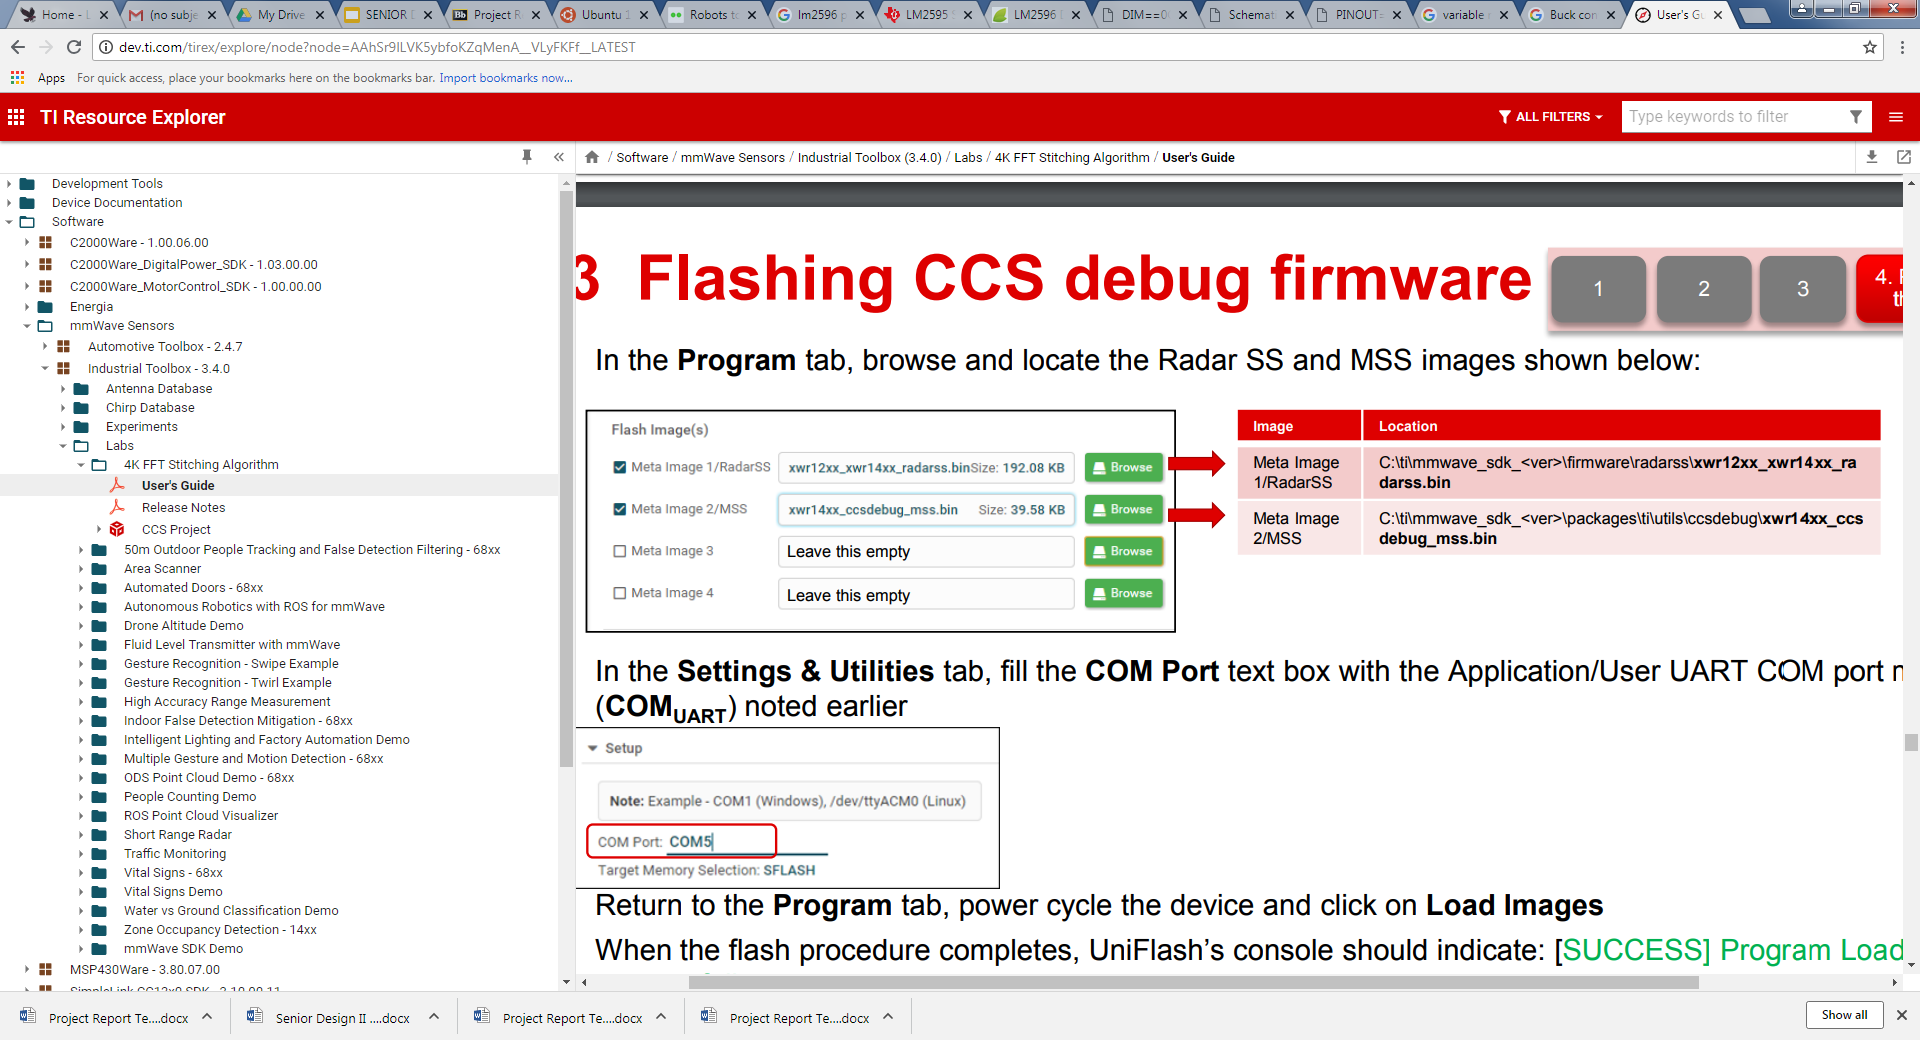 Home - L
(no subje
My Drive
SENIOR D
Project R
Ubuntu 1
Robots to
lm2596 p
LM2595 S
LM2596 D
DIM==0
Schemat
PINOUT=
variable r
Buck con
User's Gu
dev.ti.com/tirex/explore/node?node=AAhSr9ILVK5ybfoKZqMenA__VLyFKFf__LATEST
Apps For quick access, place your bookmarks here on the bookmarks bar. Import bookmarks now...
TI Resource Explorer
ALL FILTERS
Type keywords to filter
/ Software / mmWave Sensors / Industrial Toolbox (3.4.0) / Labs / 4K FFT Stitching Algorithm / User's Guide
Development Tools
Device Documentation
Software
C2000Ware - 1.00.06.00
C2000Ware_DigitalPower_SDK - 1.03.00.00
C2000Ware_MotorControl_SDK - 1.00.00.00
Energia
mmWave Sensors
Automotive Toolbox - 2.4.7
Industrial Toolbox - 3.4.0
Antenna Database
Chirp Database
Experiments
Labs
4K FFT Stitching Algorithm
User's Guide
Release Notes
CCS Project
50m Outdoor People Tracking and False Detection Filtering - 68xx
Area Scanner
Automated Doors - 68xx
Autonomous Robotics with ROS for mmWave
Drone Altitude Demo
Fluid Level Transmitter with mmWave
Gesture Recognition - Swipe Example
Gesture Recognition - Twirl Example
High Accuracy Range Measurement
Indoor False Detection Mitigation - 68xx
Intelligent Lighting and Factory Automation Demo
Multiple Gesture and Motion Detection - 68xx
ODS Point Cloud Demo - 68xx
People Counting Demo
ROS Point Cloud Visualizer
Short Range Radar
Traffic Monitoring
Vital Signs - 68xx
Vital Signs Demo
Water vs Ground Classification Demo
Zone Occupancy Detection - 14xx
mmWave SDK Demo
MSP430Ware - 3.80.07.00
3 Flashing CCS debug firmware
1
2
3
4.
In the Program tab, browse and locate the Radar SS and MSS images shown below:
Flash Image(s)
Meta Image 1/RadarSS xwr12xx_xwr14xx_radarss.bin Size: 192.08 KB Browse
Meta Image 2/MSS xwr14xx_ccsdebug_mss.bin Size: 39.58 KB Browse
Meta Image 3 Leave this empty Browse
Meta Image 4 Leave this empty Browse
Image Location
Meta Image 1/RadarSS C:\ti\mmwave_sdk_<ver>\firmware\radarss\xwr12xx_xwr14xx_ra
darss.bin
Meta Image 2/MSS C:\ti\mmwave_sdk_<ver>\packages\ti\utils\ccsdebug\xwr14xx_ccs
debug_mss.bin
In the Settings & Utilities tab, fill the COM Port text box with the Application/User UART COM port
(COMUART) noted earlier
Setup
Note: Example - COM1 (Windows), /dev/ttyACM0 (Linux)
COM Port: COM5
Target Memory Selection: SFLASH
Return to the Program tab, power cycle the device and click on Load Images
When the flash procedure completes, UniFlash's console should indicate: [SUCCESS] Program Load
Project Report Te....docx
Senior Design II ....docx
Project Report Te....docx
Project Report Te....docx
Show all